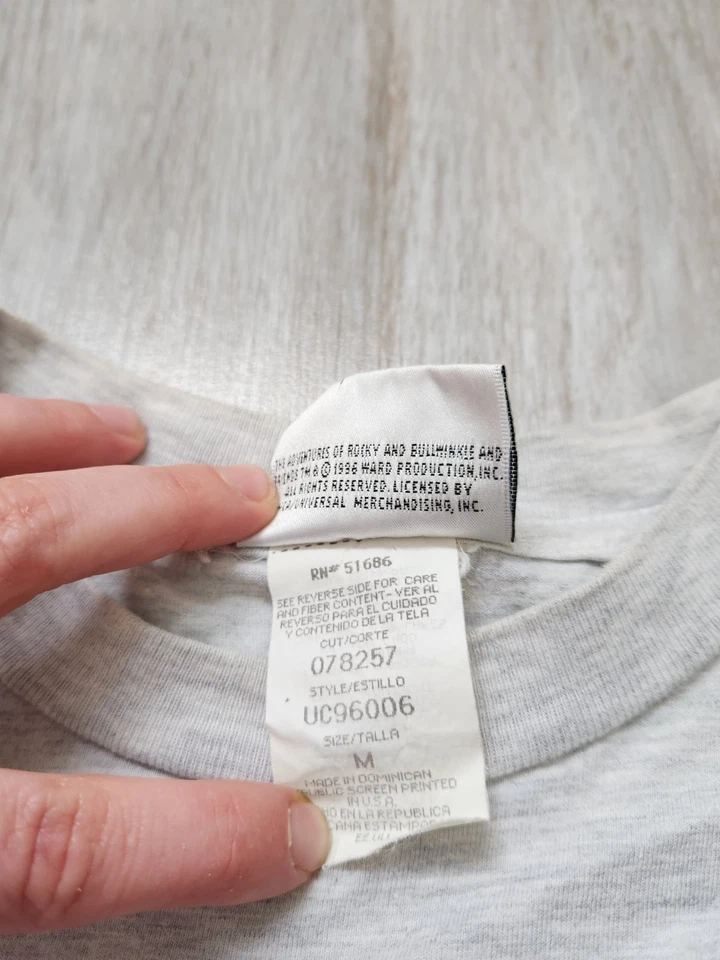 THE ADVENTURES OF ROCKY AND BULLWINKLE AND
FRIENDS TM & © 1996 WARD PRODUCTION, INC.
ALL RIGHTS RESERVED. LICENSED BY
MCA/UNIVERSAL MERCHANDISING, INC.
RN# 51686
SEE REVERSE SIDE FOR CARE
AND FIBER CONTENT-VER AL
REVERSO PARA EL CUIDADO
Y CONTENIDO DE LA TELA
CUT/CORTE
078257
STYLE/ESTILLO
UC96006
SIZE/TALLA
M
MADE IN DOMINICAN
REPUBLIC SCREEN PRINTED
IN U.S.A.
EN LA REPUBLICA